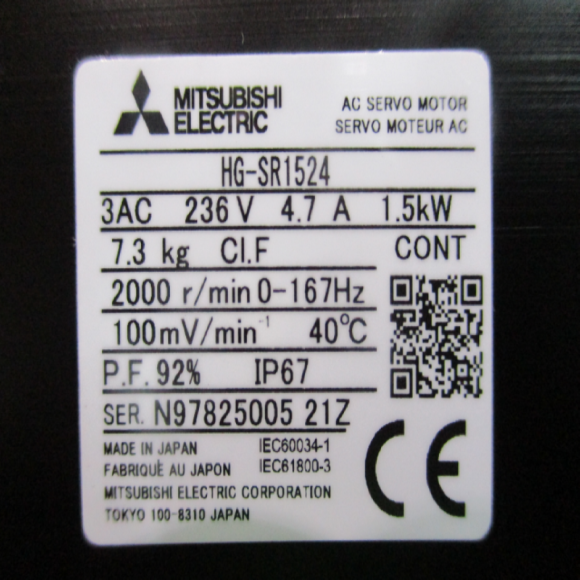 MITSUBISHI
ELECTRIC
AC SERVO MOTOR
SERVO MOTEUR AC
HG-SR1524
3AC 236 V 4.7 A 1.5kW
7.3 kg CI.F CONT
2000 r/min 0-167Hz
100mV/min⁻¹ 40℃
P.F. 92% IP67
SER. N97825005 21Z
MADE IN JAPAN IEC60034-1
FABRIQUÉ AU JAPON IEC61800-3
MITSUBISHI ELECTRIC CORPORATION
TOKYO 100-8310 JAPAN
CE